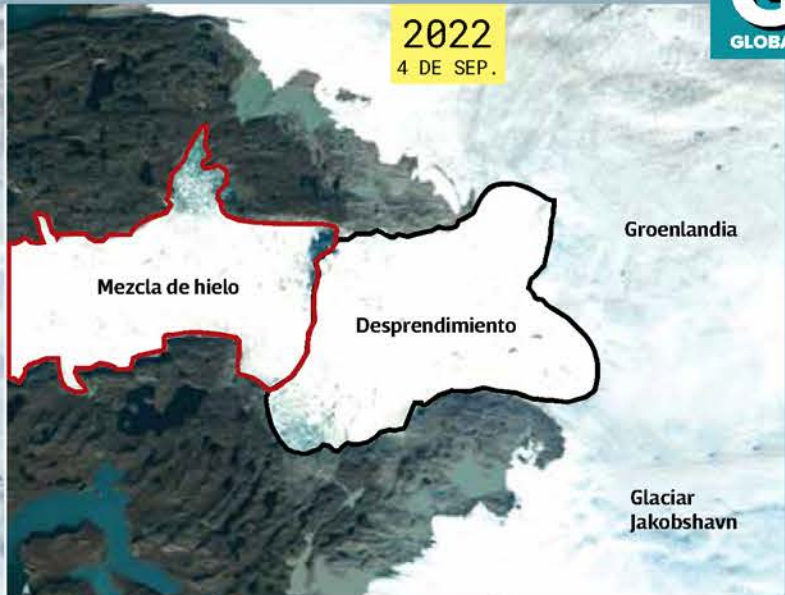 2022
4 DE SEP.
GLOBA
Groenlandia
Mezcla de hielo
Desprendimiento
Glaciar
Jakobshavn